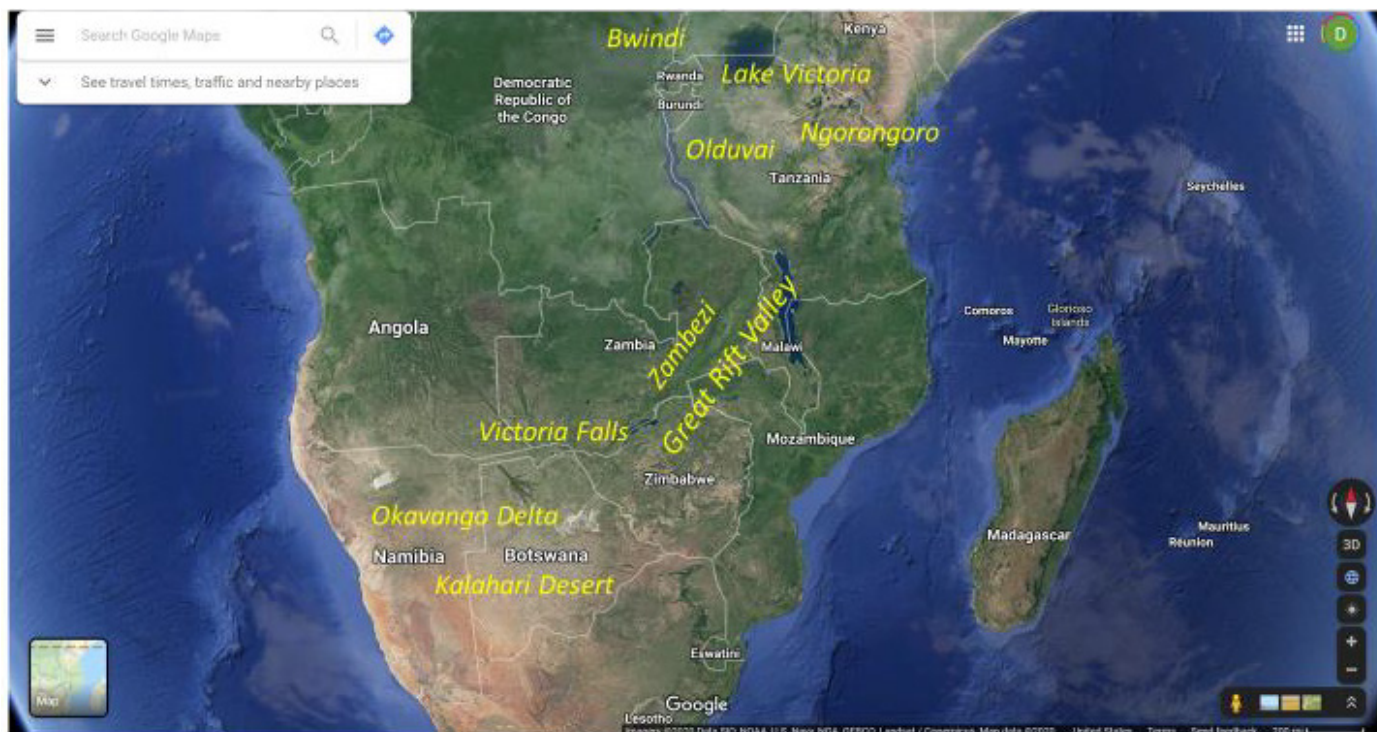 Search Google Maps
See travel times, traffic and nearby places
D
Bwindi
Kenya
Lake Victoria
Rwanda
Democratic
Republic of
the Congo
Burundi
Ngorongoro
Olduvai
Tanzania
Seychelles
Great Rift Valley
Zambezi
Comoros
Glorioso
Islands
Mayotte
Angola
Zambia
Malawi
Victoria Falls
Mozambique
Zimbabwe
Okavango Delta
Mauritius
Réunion
Madagascar
Namibia
Botswana
3D
Kalahari Desert
Eswatini
Map
Google
Lesotho